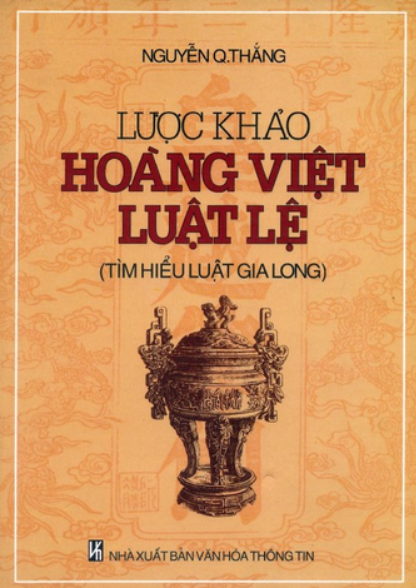 NGUYỄN Q.THẮNG
LƯỢC KHẢO
HOÀNG VIỆT
LUẬT LỆ
(TÌM HIỂU LUẬT GIA LONG)
NHÀ XUẤT BẢN VĂN HÓA THÔNG TIN